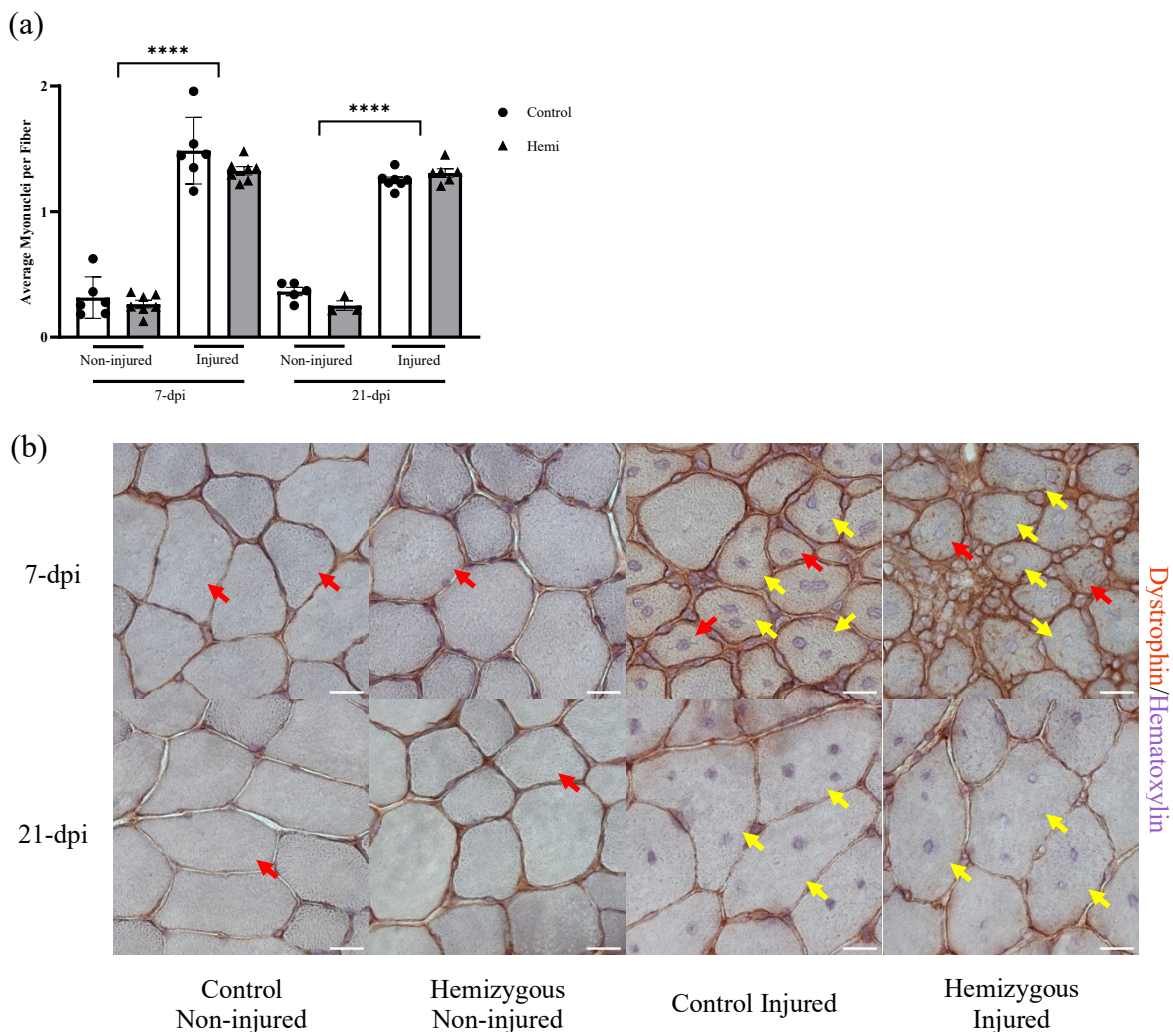 (a)
****
****
2
1
0
Average Myonuclei per Fiber
Control
Hemi
Non-injured
Injured
Non-injured
Injured
7-dpi
21-dpi
(b)
7-dpi
21-dpi
Dystrophin/Hematoxylin
Control
Non-injured
Hemizygous
Non-injured
Control Injured
Hemizygous
Injured